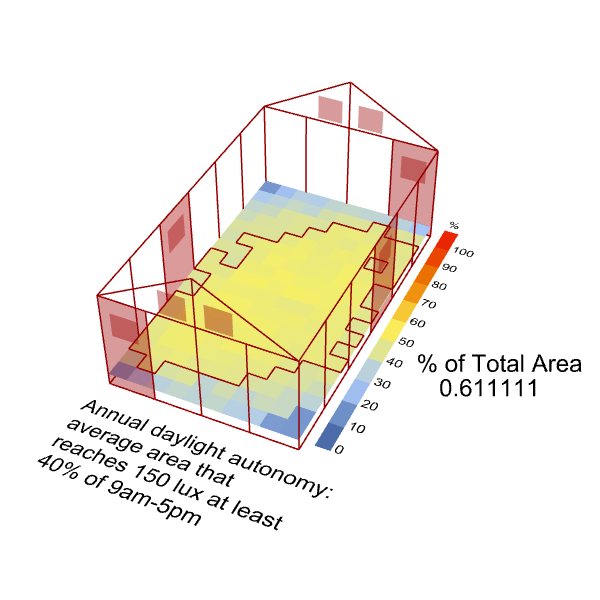 %
100
90
80
70
60
50
40
30
20
10
0
% of Total Area
0.611111
Annual daylight autonomy:
average area that
reaches 150 lux at least
40% of 9am-5pm